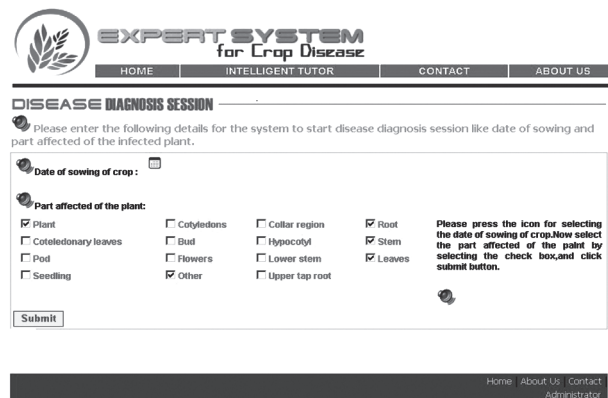 EXPERT SYSTEM
for Crop Disease
HOME INTELLIGENT TUTOR CONTACT ABOUT US
DISEASE DIAGNOSIS SESSION
Please enter the following details for the system to start disease diagnosis session like date of sowing and
part affected of the infected plant.
Date of sowing of crop :
Part affected of the plant:
Plant Cotyledons Collar region Root
Coteledonary leaves Bud Hypocotyl Stem
Pod Flowers Lower stem Leaves
Seedling Other Upper tap root
Please press the icon for selecting
the date of sowing of crop.Now select
the part affected of the palnt by
selecting the check box,and click
submit button.
Submit
Home | About Us | Contact
Administrator